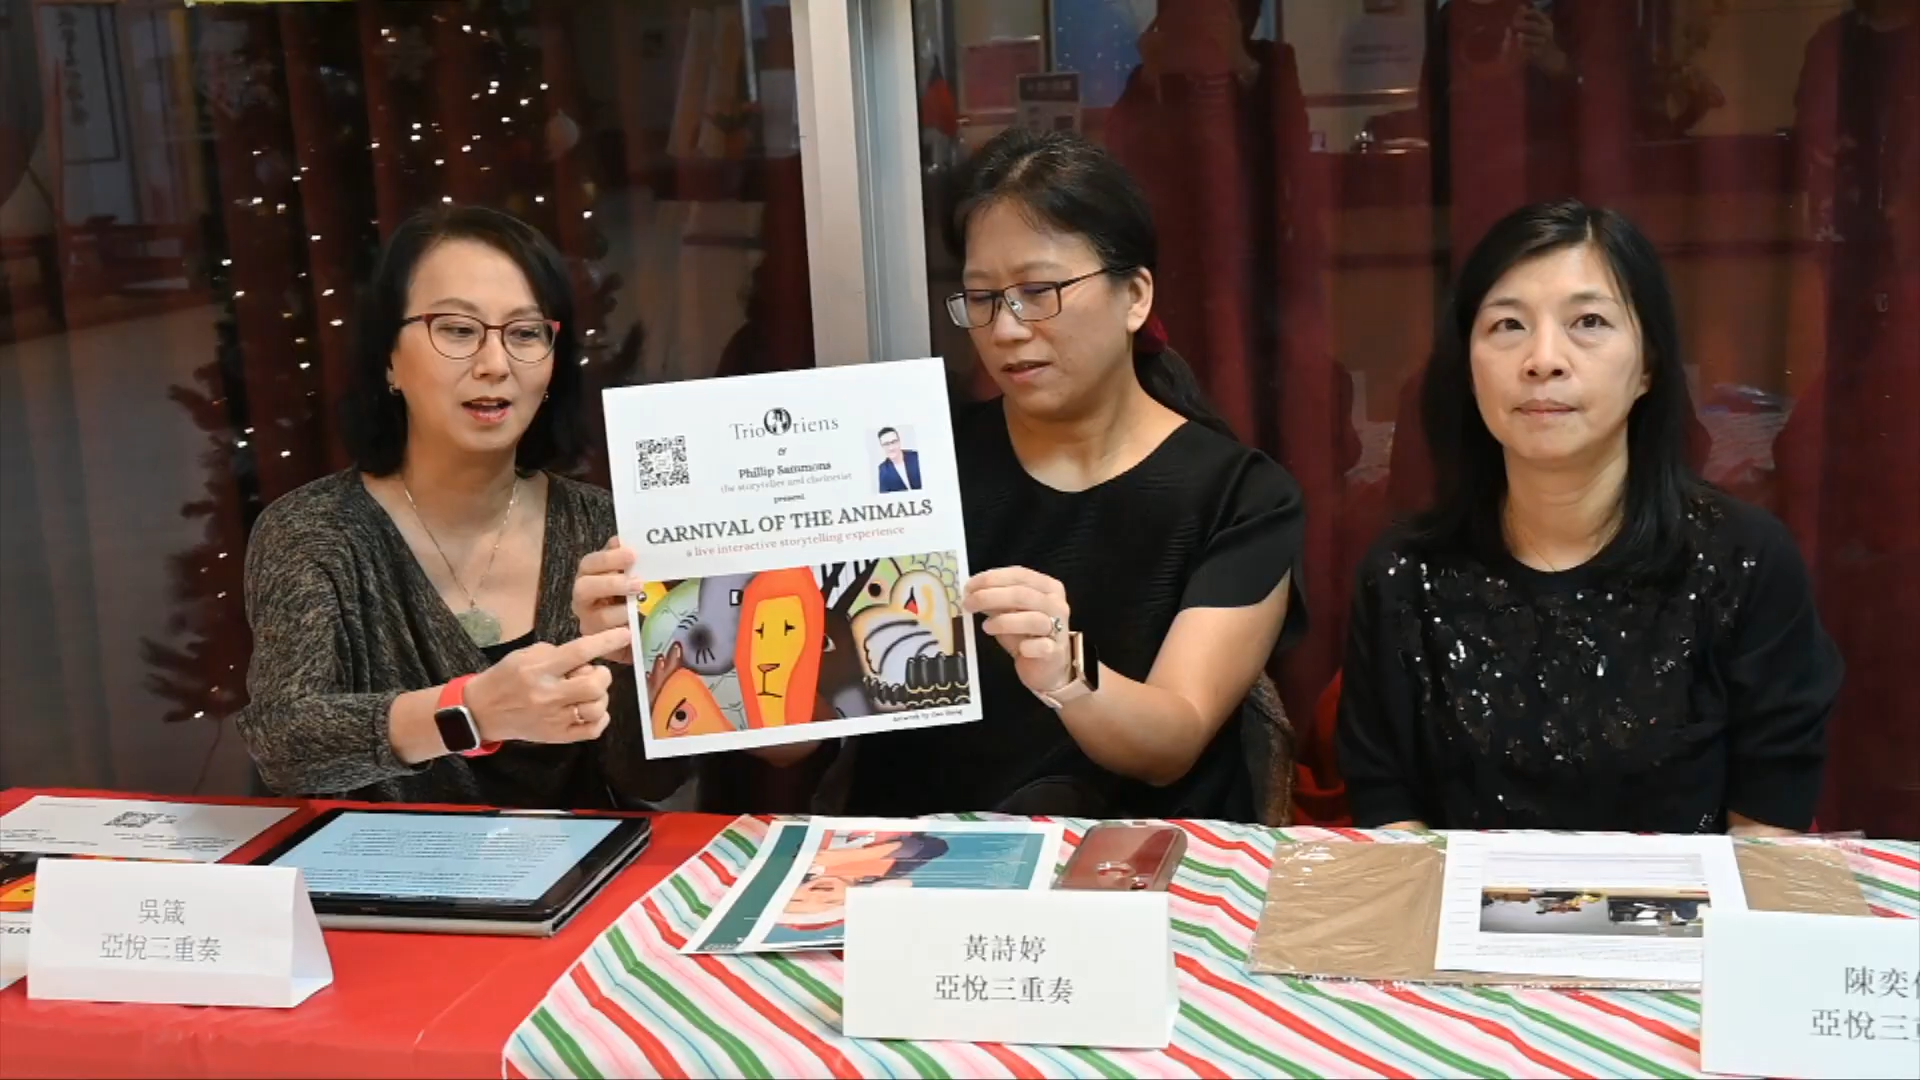 Trio Oriens
&
Phillip Sammons
the storyteller and clarinetist
present
CARNIVAL OF THE ANIMALS
a live interactive storytelling experience
吳箴
亞悅三重奏
黃詩婷
亞悅三重奏
陳奕
亞悅三